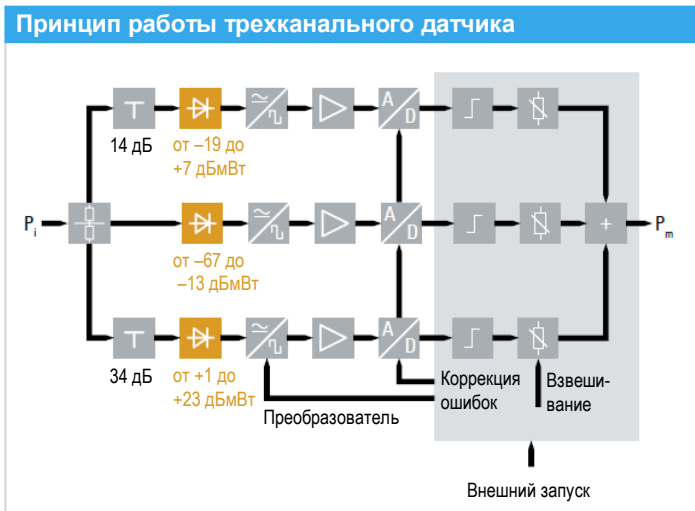 Принцип работы трехканального датчика
A
D
14 дБ
от –19 до
+7 дБмВт
P i
A
D
+
P m
от –67 до
–13 дБмВт
A
D
34 дБ
от +1 до
+23 дБмВт
Преобразователь
Коррекция
ошибок
Взвеши-
вание
Внешний запуск